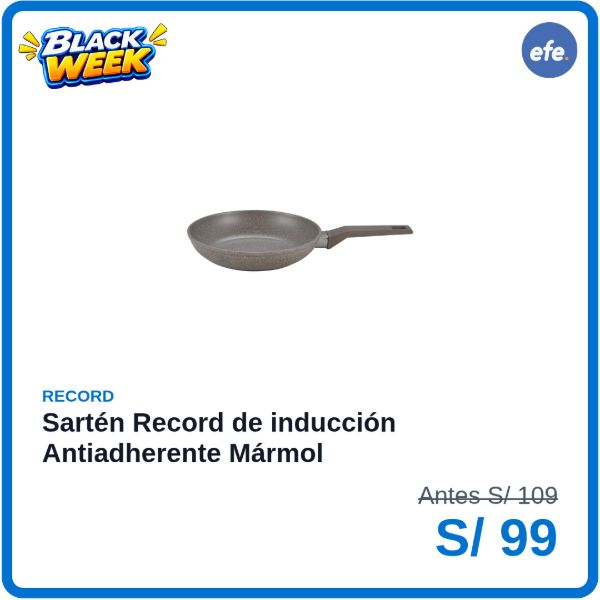 BLACK
WEEK
efe.
RECORD
Sartén Record de inducción
Antiadherente Mármol
Antes S/ 109
S/ 99